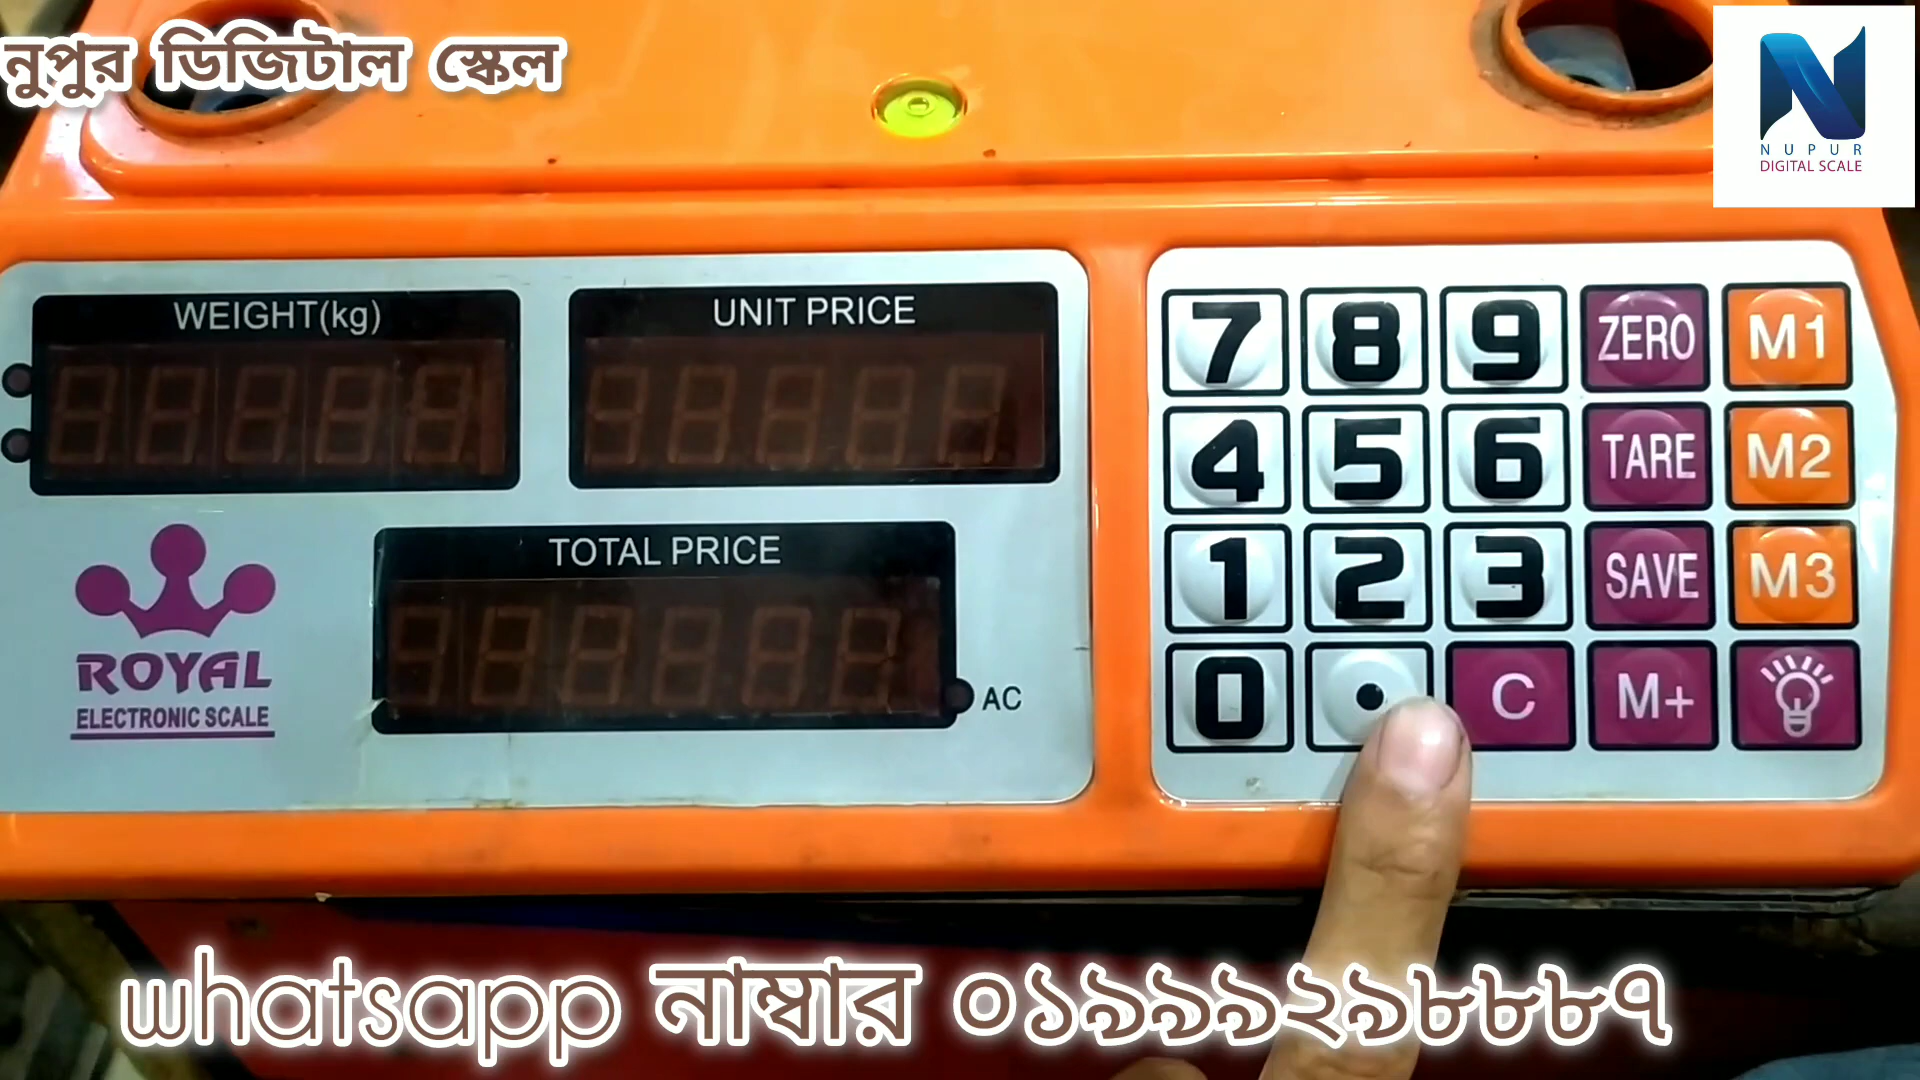 নুপুর ডিজিটাল স্কেল
NUPUR
DIGITAL SCALE
WEIGHT(kg)
UNIT PRICE
7 8 9 ZERO M1
4 5 6 TARE M2
TOTAL PRICE
1 2 3 SAVE M3
ROYAL
ELECTRONIC SCALE
AC
0 . C M+
whatsapp নাম্বার ০১৯৯৯২৯৮৮৮৭